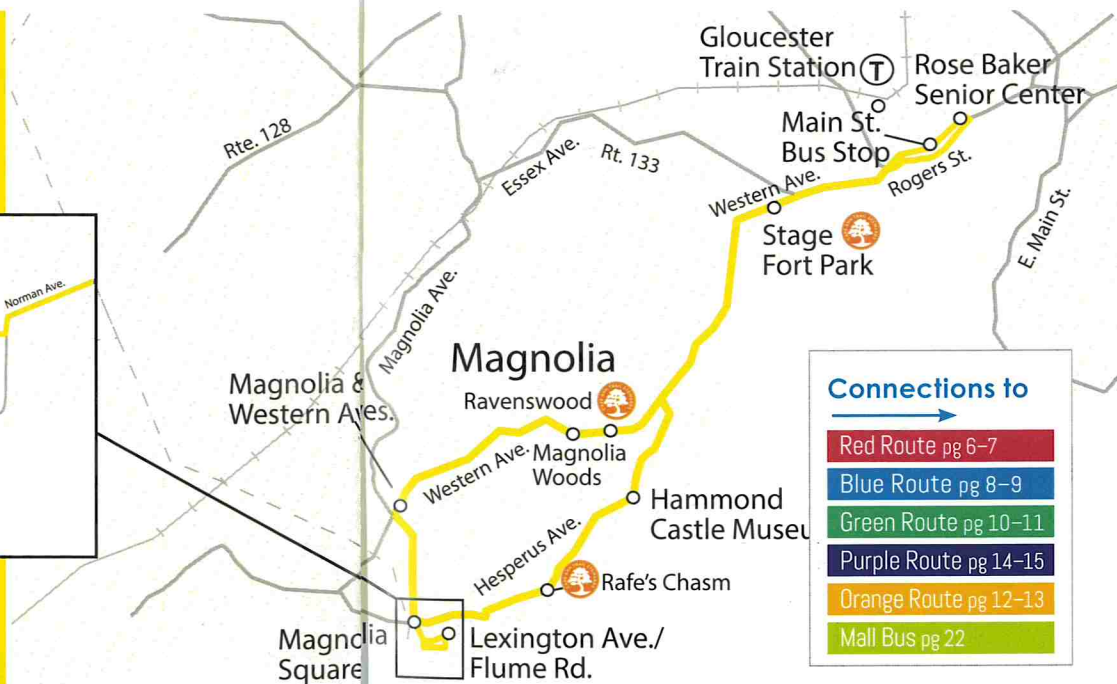 Gloucester
Train Station
T
Rose Baker
Senior Center
Main St.
Bus Stop
Rte. 128
Essex Ave.
Rt. 133
Western Ave.
Rogers St.
Stage
Fort Park
E. Main St.
Norman Ave.
Magnolia Ave.
Magnolia
Magnolia &
Western Aves.
Ravenswood
Western Ave.
Magnolia
Woods
Hammond
Castle Museu
Hesperus Ave.
Rafe's Chasm
Magnolia
Square
Lexington Ave./
Flume Rd.
Connections to
Red Route pg 6–7
Blue Route pg 8–9
Green Route pg 10–11
Purple Route pg 14–15
Orange Route pg 12–13
Mall Bus pg 22